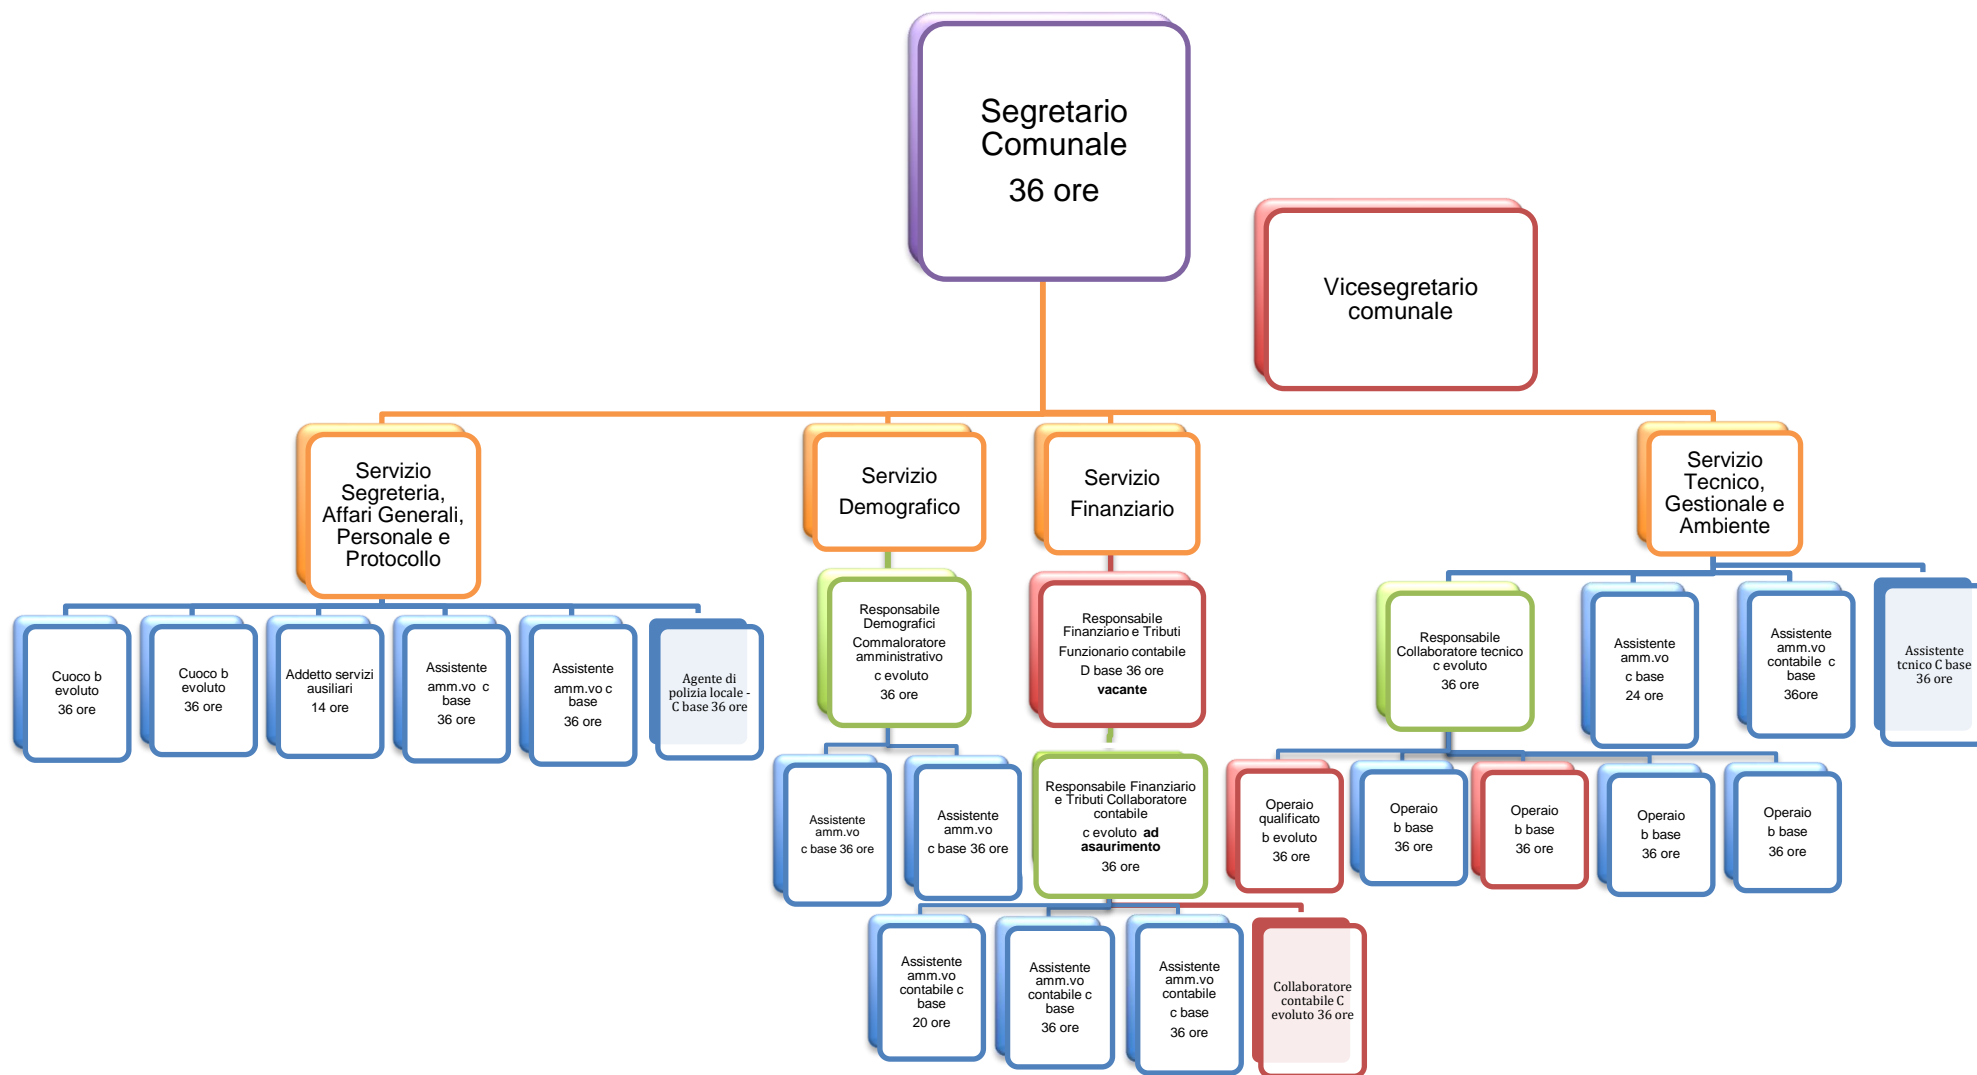 Segretario
Comunale
36 ore
Vicesegretario
comunale
Servizio
Segreteria,
Affari Generali,
Personale e
Protocollo
Servizio
Demografico
Servizio
Finanziario
Servizio
Tecnico,
Gestionale e
Ambiente
Cuoco b
evoluto
36 ore
Cuoco b
evoluto
36 ore
Addetto servizi
ausiliari
14 ore
Assistente
amm.vo c
base
36 ore
Assistente
amm.vo c
base
36 ore
Agente di
polizia locale -
C base 36 ore
Responsabile
Demografici
Commaloratore
amministrativo
c evoluto
36 ore
Responsabile
Finanziario e Tributi
Funzionario contabile
D base 36 ore
vacante
Responsabile
Collaboratore tecnico
c evoluto
36 ore
Assistente
amm.vo
c base
24 ore
Assistente
amm.vo
contabile c
base
36ore
Assistente
tcnico C base
36 ore
Assistente
amm.vo
c base 36 ore
Assistente
amm.vo
c base 36 ore
Responsabile Finanziario
e Tributi Collaboratore
contabile
c evoluto ad
asaurimento
36 ore
Operaio
qualificato
b evoluto
36 ore
Operaio
b base
36 ore
Operaio
b base
36 ore
Operaio
b base
36 ore
Operaio
b base
36 ore
Assistente
amm.vo
contabile c
base
20 ore
Assistente
amm.vo
contabile c
base
36 ore
Assistente
amm.vo
contabile
c base
36 ore
Collaboratore
contabile C
evoluto 36 ore